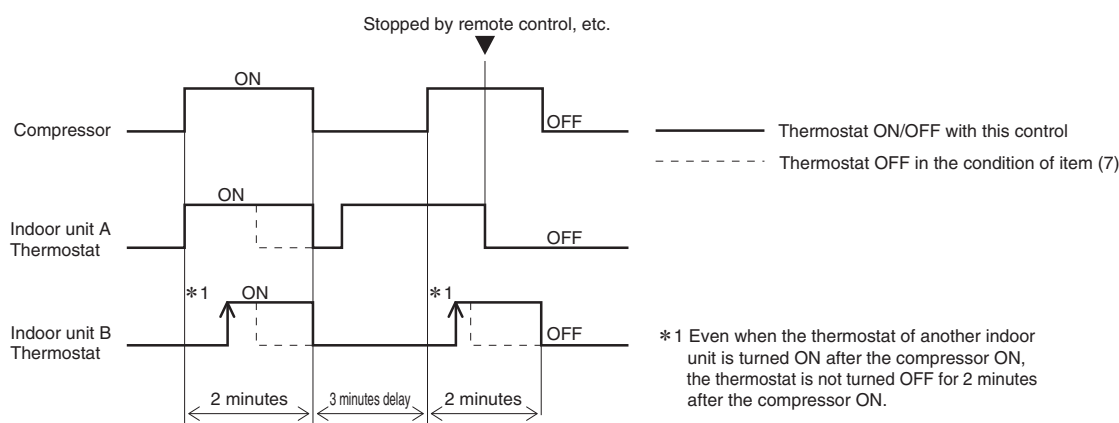 Stopped by remote control, etc.
ON
Compressor
OFF
Thermostat ON/OFF with this control
Thermostat OFF in the condition of item (7)
ON
Indoor unit A
Thermostat
OFF
*1
ON
*1
Indoor unit B
Thermostat
OFF
*1 Even when the thermostat of another indoor
unit is turned ON after the compressor ON,
the thermostat is not turned OFF for 2 minutes
after the compressor ON.
2 minutes
3 minutes delay
2 minutes